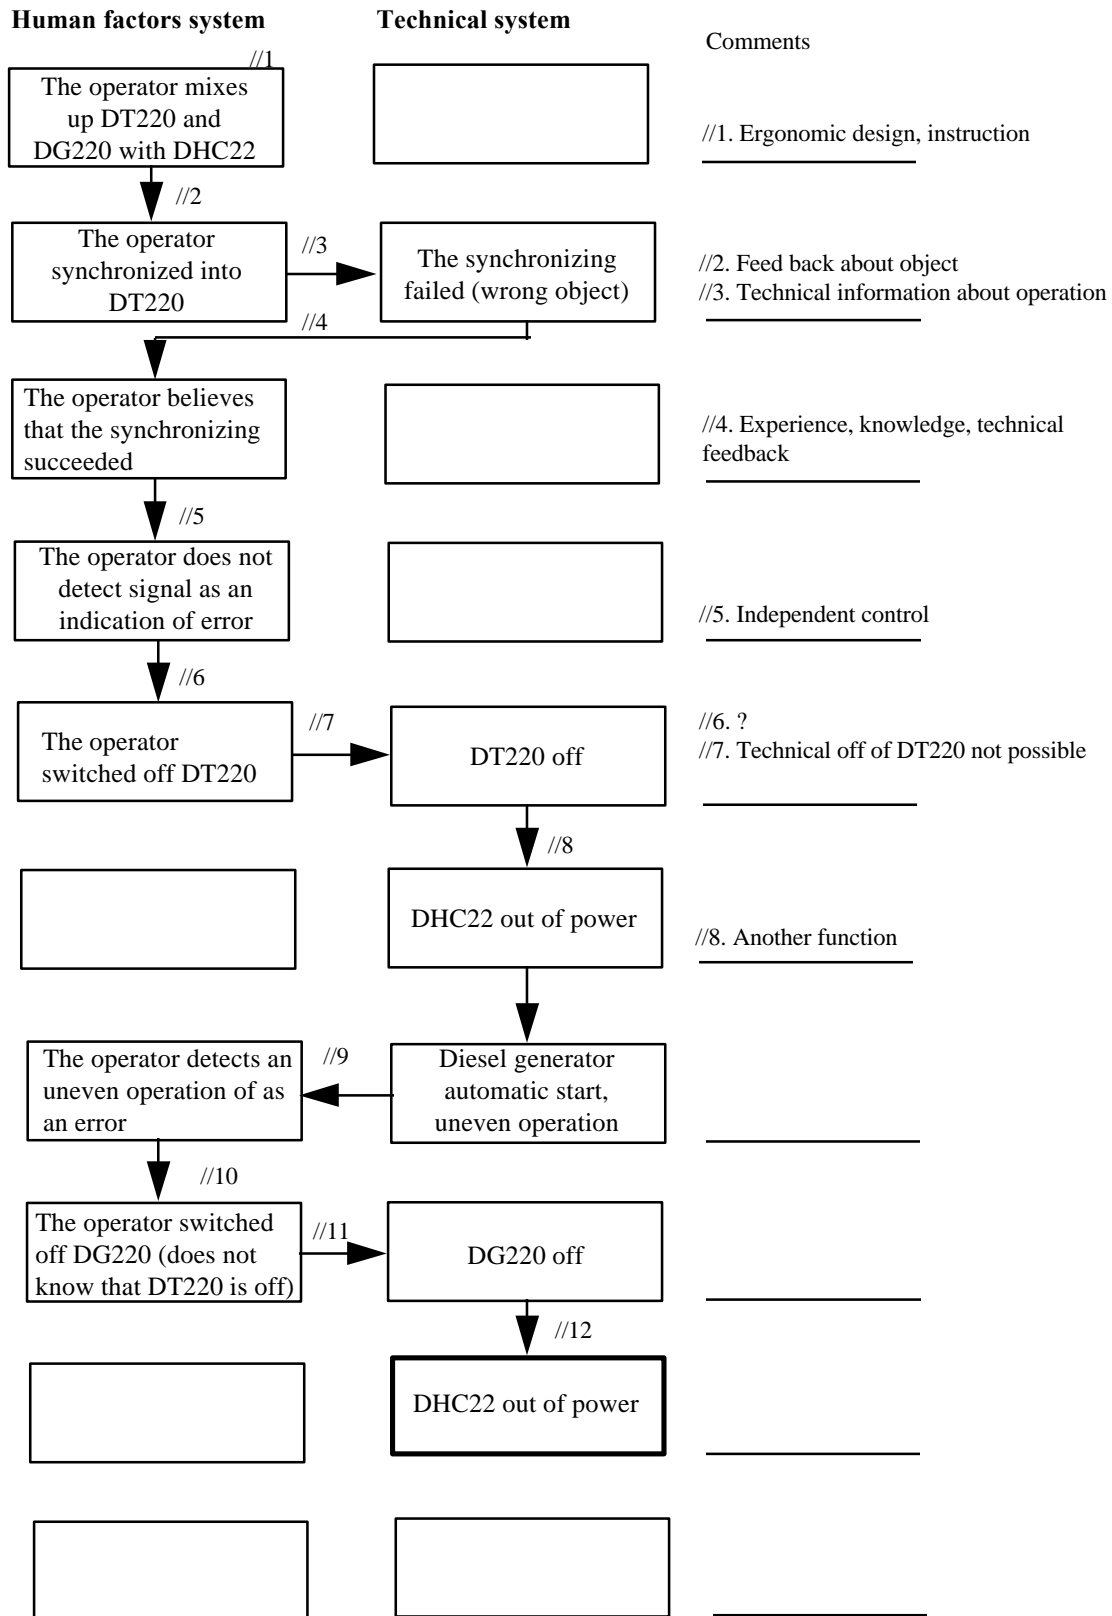 Human factors system
Technical system
Comments
//1
The operator mixes
up DT220 and
DG220 with DHC22
//1. Ergonomic design, instruction
//2
The operator
synchronized into
DT220
//3
The synchronizing
failed (wrong object)
//2. Feed back about object
//3. Technical information about operation
//4
The operator believes
that the synchronizing
succeeded
//4. Experience, knowledge, technical
feedback
//5
The operator does not
detect signal as an
indication of error
//5. Independent control
//6
The operator
switched off DT220
//7
DT220 off
//6. ?
//7. Technical off of DT220 not possible
//8
DHC22 out of power
//8. Another function
The operator detects an
uneven operation of as
an error
//9
Diesel generator
automatic start,
uneven operation
//10
The operator switched
off DG220 (does not
know that DT220 is off)
//11
DG220 off
//12
DHC22 out of power